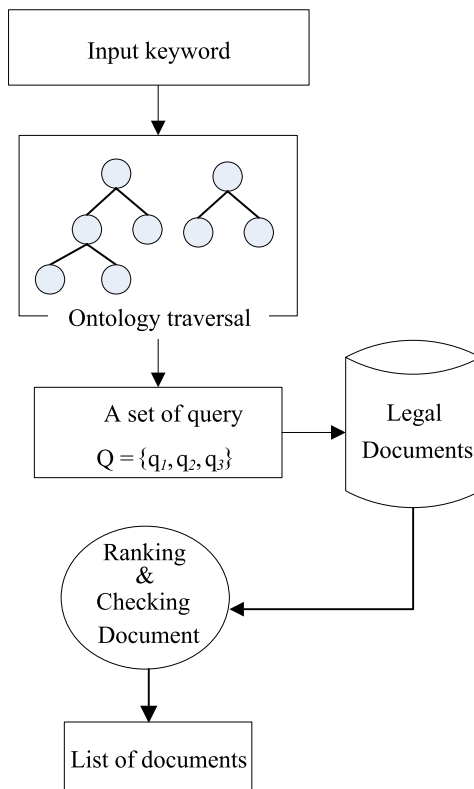 Input keyword
Ontology traversal
A set of query
Q = {q1, q2, q3}
Legal
Documents
Ranking
&
Checking
Document
List of documents